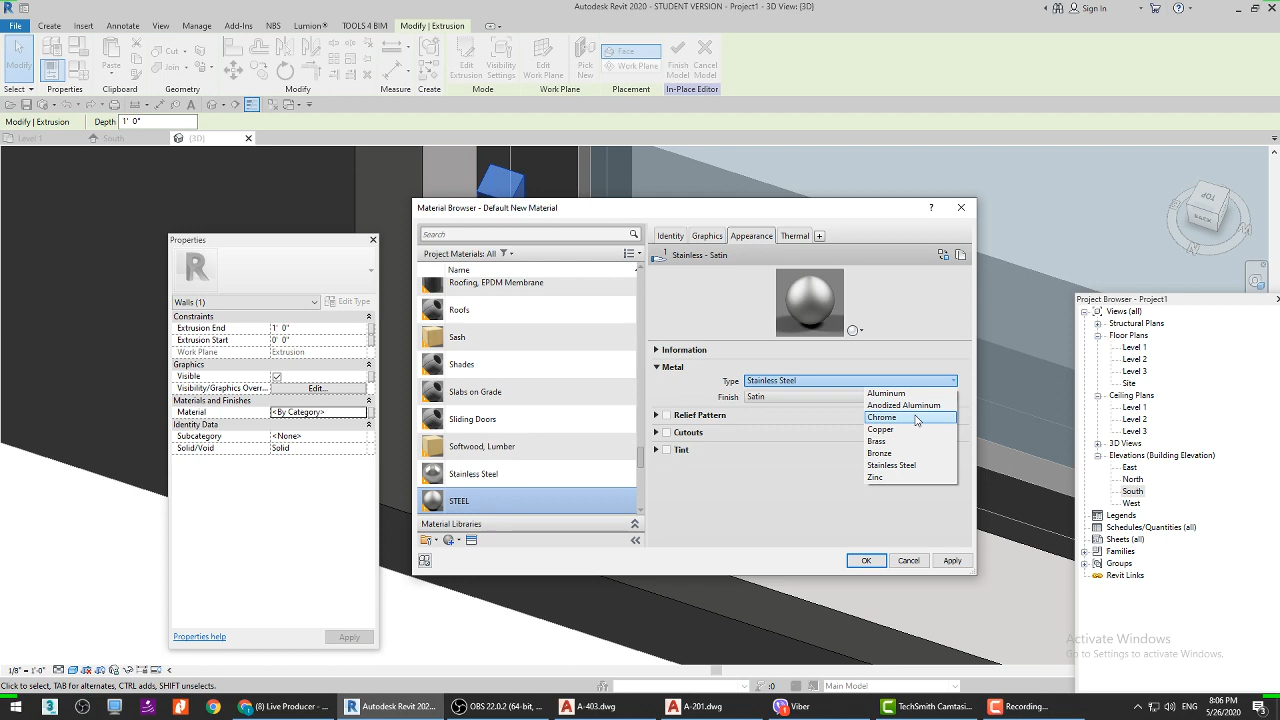 Autodesk Revit 2020 - STUDENT VERSION - Project1 - 3D View: {3D}
Sign In
File Create Insert Annotate View Manage Add-Ins NBS Lumion® TOOLS 4 BIM Modify | Extrusion
Modify
Paste
Cut
Join
Edit Extrusion
Visibility Settings
Edit Work Plane
Pick New
Face
Work Plane
Finish Model
Cancel Model
Select Properties Clipboard Geometry Modify Measure Create Mode Work Plane Placement In-Place Editor
Modify | Extrusion Depth 1' 0"
Level 1 South {3D}
Properties
Walls (1) Edit Type
Constraints
Extrusion End 1' 0"
Extrusion Start 0' 0"
Work Plane Extrusion
Graphics
Visible
Visibility/Graphics Overr... Edit...
Materials and Finishes
Material <By Category>
Identity Data
Subcategory <None>
Solid/Void Solid
Properties help Apply
Material Browser - Default New Material ?
Search
Project Materials: All
Name
Roofing, EPDM Membrane
Roofs
Sash
Shades
Slabs on Grade
Sliding Doors
Softwood, Lumber
Stainless Steel
STEEL
Material Libraries
Identity Graphics Appearance Thermal
1 Stainless - Satin
Information
Metal
Type Stainless Steel
Finish Satin
Relief Pattern
Cutouts
Tint
Aluminum
Anodized Aluminum
Chrome
Copper
Brass
Bronze
Stainless Steel
Zinc
OK Cancel Apply
TOP
BACK
N
W
Project Browser - Project1
Views (all)
Structural Plans
Floor Plans
Level 1
Level 2
Level 3
Site
Ceiling Plans
Level 1
Level 2
Level 3
3D Views
Elevations (Building Elevation)
East
North
South
West
Legends
Schedules/Quantities (all)
Sheets (all)
Families
Groups
Revit Links
Activate Windows
Go to Settings to activate Windows.
1/8" = 1'-0"
Click to select, TAB for alternates, CTRL adds, SHIFT unselects. :0 Main Model
(Live Producer - ... Autodesk Revit 202... OBS 22.0.2 (64-bit, ... A-403.dwg A-201.dwg Viber TechSmith Camtasi... Recording...
8:06 PM
5/26/2020
3